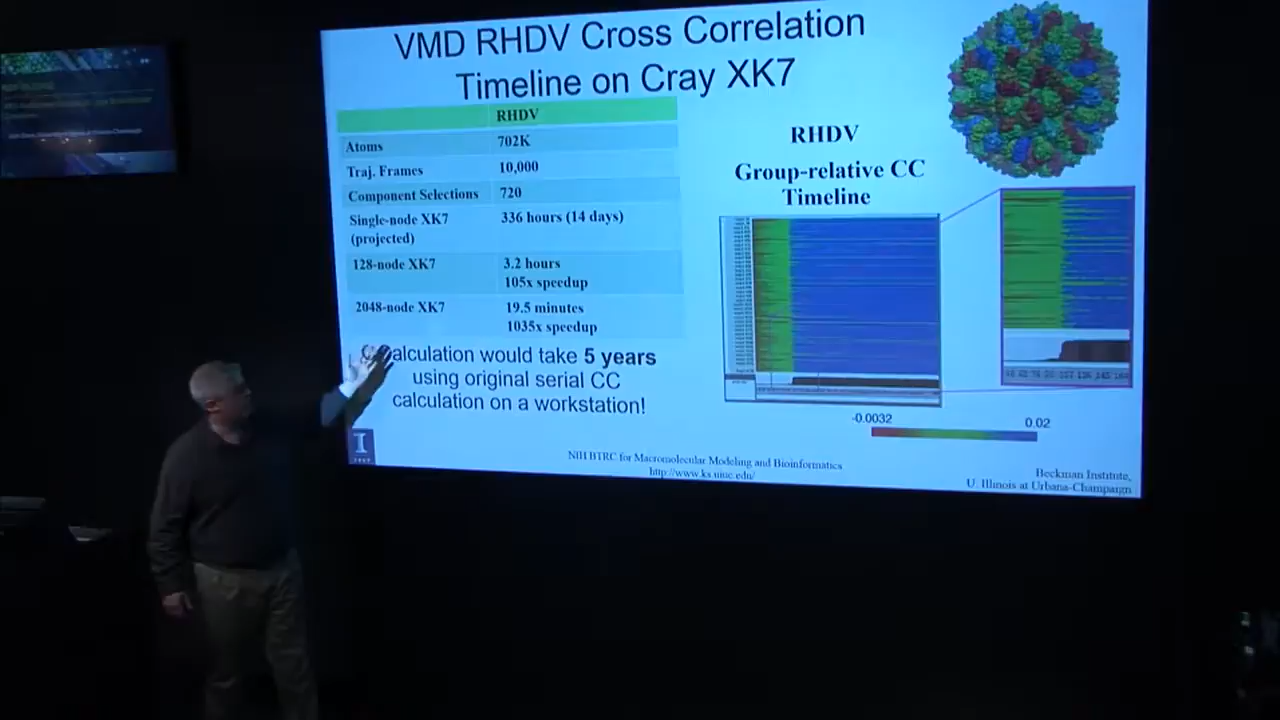 VMD RHDV Cross Correlation
Timeline on Cray XK7
RHDV
Atoms 702K
Traj. Frames 10,000
Component Selections 720
Single-node XK7 336 hours (14 days)
(projected)
128-node XK7 3.2 hours
105x speedup
2048-node XK7 19.5 minutes
1035x speedup
Calculation would take 5 years
using original serial CC
calculation on a workstation!
RHDV
Group-relative CC
Timeline
-0.0032 0.02
I
NIH BTRC for Macromolecular Modeling and Bioinformatics
http://www.ks.uiuc.edu/
Beckman Institute,
U. Illinois at Urbana-Champaign